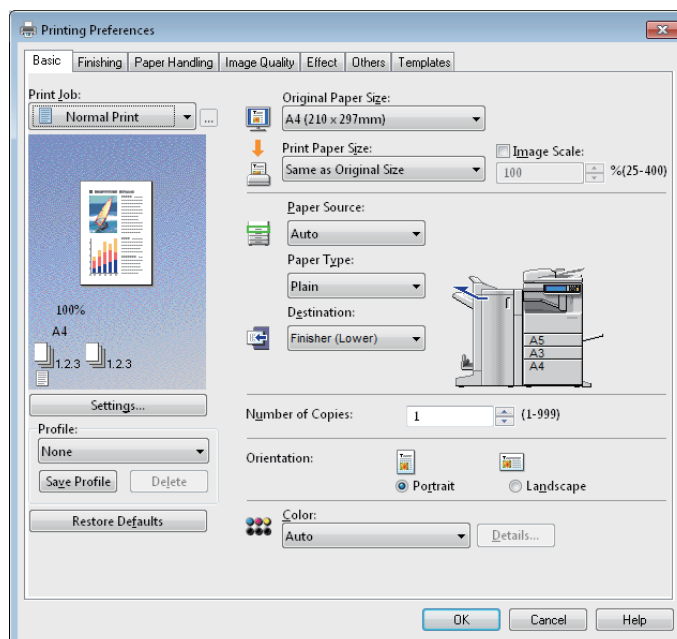 Printing Preferences
Basic Finishing Paper Handling Image Quality Effect Others Templates
Print Job:
Normal Print
...
100%
A4
1.2.3 1.2.3
Settings...
Profile:
None
Save Profile Delete
Restore Defaults
Original Paper Size:
A4 (210 x 297mm)
Print Paper Size:
Same as Original Size
Image Scale:
100 %(25-400)
Paper Source:
Auto
Paper Type:
Plain
Destination:
Finisher (Lower)
A5
A3
A4
Number of Copies: 1 (1-999)
Orientation:
Portrait Landscape
Color:
Auto Details...
OK Cancel Help